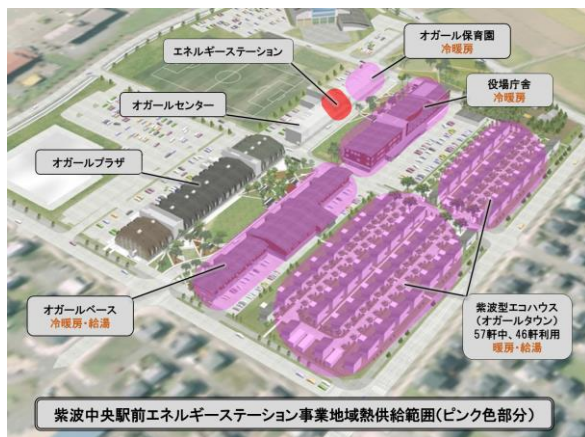 エネルギーステーション
オガール保育園
冷暖房
役場庁舎
冷暖房
オガールセンター
オガールプラザ
オガールベース
冷暖房・給湯
紫波型エコハウス
(オガールタウン)
57軒中、46軒利用
暖房・給湯
紫波中央駅前エネルギーステーション事業地域熱供給範囲(ピンク色部分)